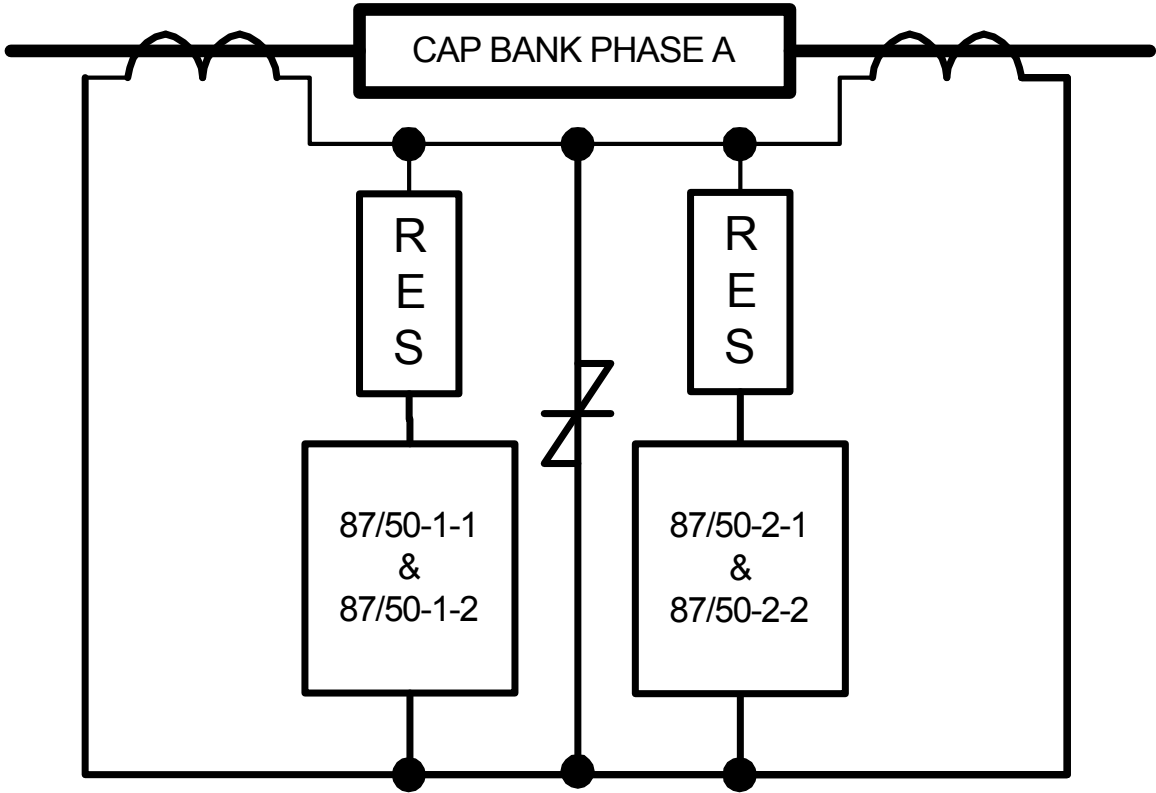 CAP BANK PHASE A
R
E
S
R
E
S
87/50-1-1
&
87/50-1-2
87/50-2-1
&
87/50-2-2